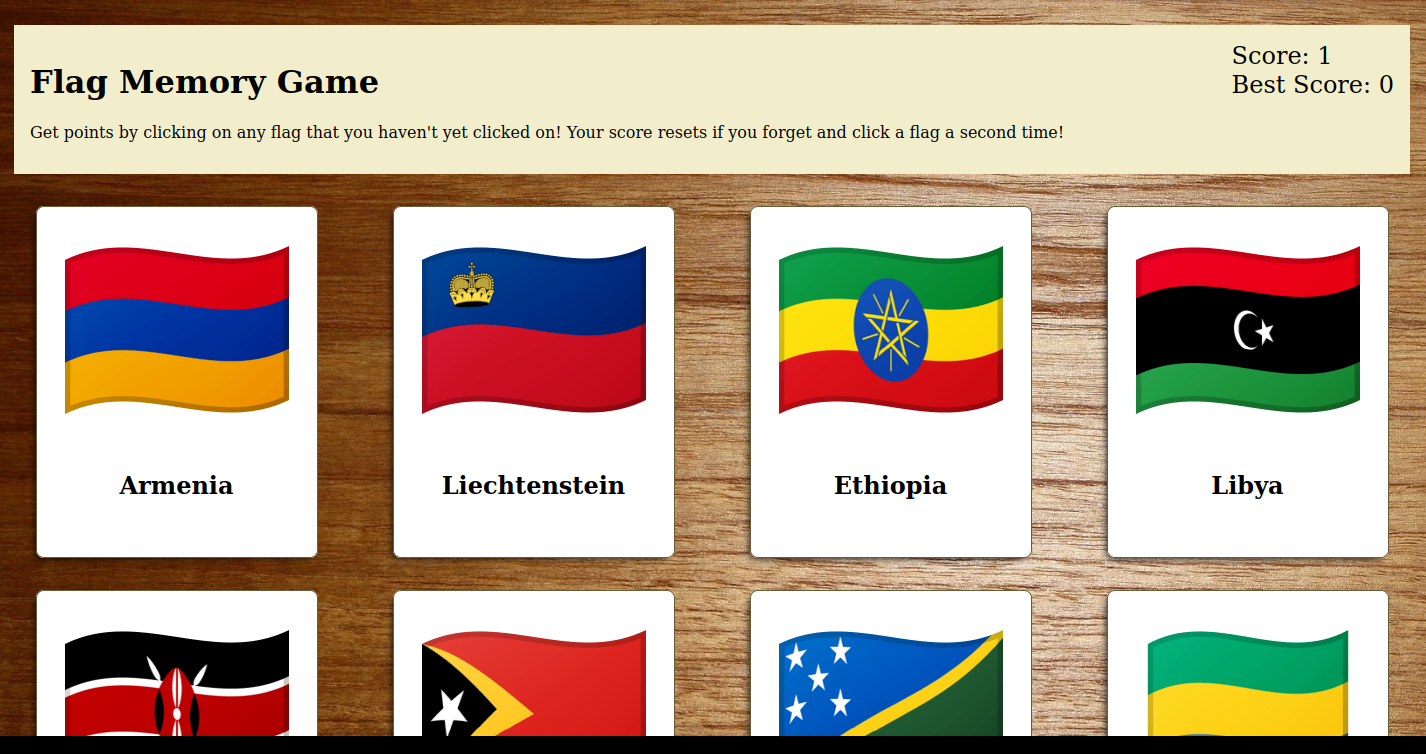 Flag Memory Game
Score: 1
Best Score: 0
Get points by clicking on any flag that you haven't yet clicked on! Your score resets if you forget and click a flag a second time!
Armenia
Liechtenstein
Ethiopia
Libya